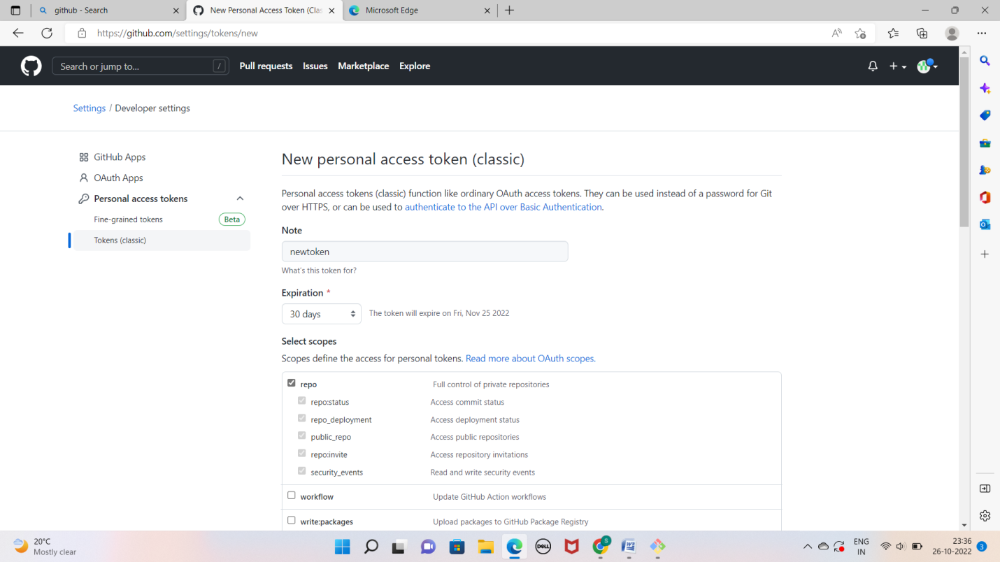 github - Search
New Personal Access Token (Clas
Microsoft Edge
https://github.com/settings/tokens/new
Search or jump to...
/
Pull requests
Issues
Marketplace
Explore
Settings / Developer settings
GitHub Apps
OAuth Apps
Personal access tokens
Fine-grained tokens
Beta
Tokens (classic)
New personal access token (classic)
Personal access tokens (classic) function like ordinary OAuth access tokens. They can be used instead of a password for Git
over HTTPS, or can be used to authenticate to the API over Basic Authentication.
Note
newtoken
What's this token for?
Expiration *
30 days
The token will expire on Fri, Nov 25 2022
Select scopes
Scopes define the access for personal tokens. Read more about OAuth scopes.
repo Full control of private repositories
repo:status Access commit status
repo_deployment Access deployment status
public_repo Access public repositories
repo:invite Access repository invitations
security_events Read and write security events
workflow Update GitHub Action workflows
write:packages Upload packages to GitHub Package Registry
20°C
Mostly clear
DELL
S
W
ENG
IN
23:36
26-10-2022
3